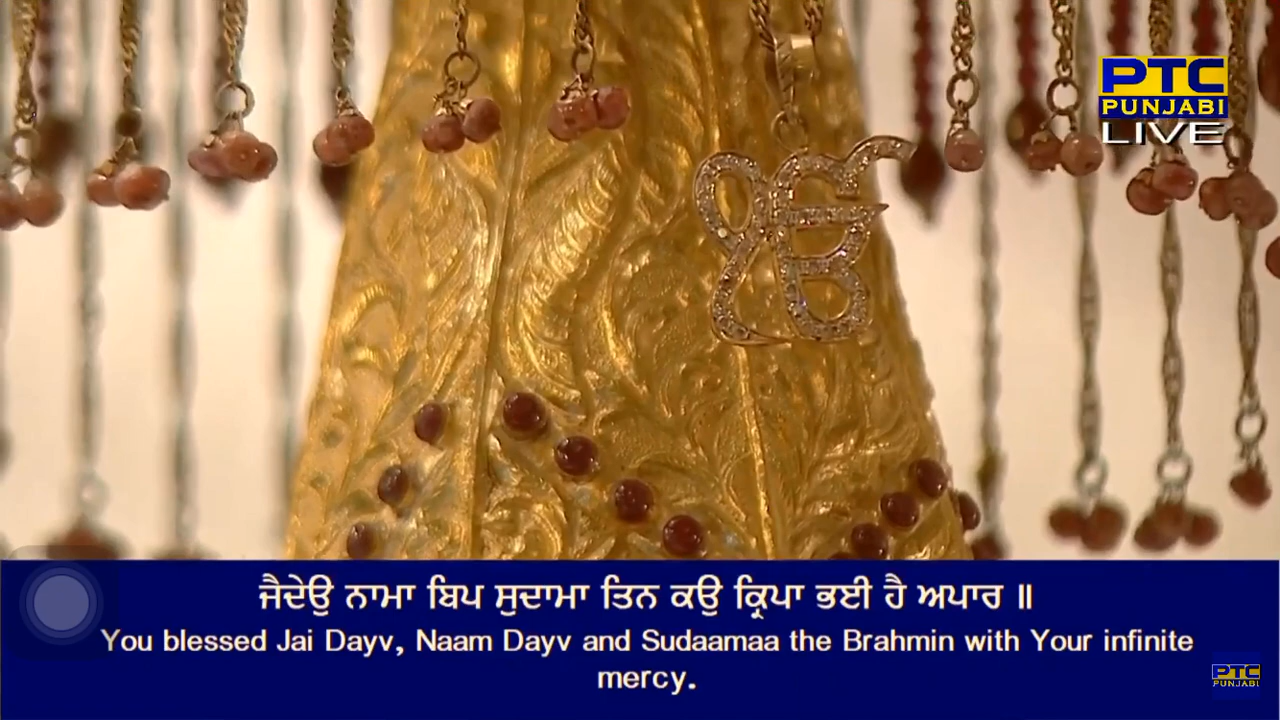 PTC
PUNJABI
LIVE
ੴ
ਜੈਦੇਉ ਨਾਮਾ ਬਿਪ ਸੁਦਾਮਾ ਤਿਨ ਕਉ ਕ੍ਰਿਪਾ ਭਈ ਹੈ ਅਪਾਰ ॥
You blessed Jai Dayv, Naam Dayv and Sudaamaa the Brahmin with Your infinite
mercy.
PTC
PUNJABI